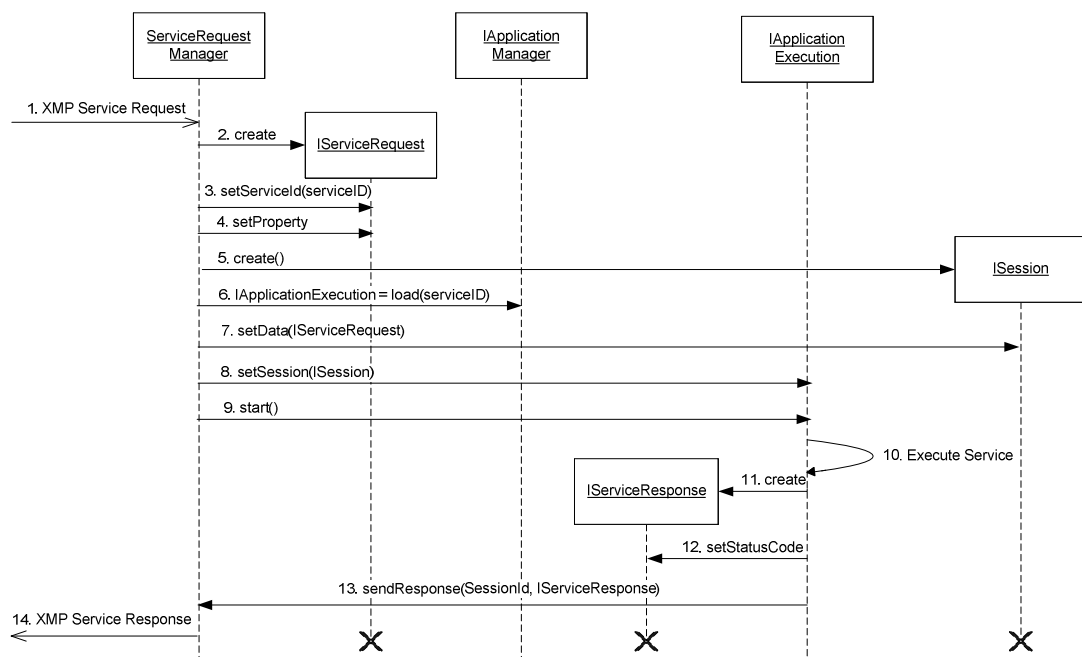 ServiceRequest
Manager
IApplication
Manager
IApplication
Execution
1. XMP Service Request
2. create
IServiceRequest
3. setServiceId(serviceID)
4. setProperty
5. create()
ISession
6. IApplicationExecution = load(serviceID)
7. setData(IServiceRequest)
8. setSession(ISession)
9. start()
10. Execute Service
11. create
IServiceResponse
12. setStatusCode
13. sendResponse(SessionId, IServiceResponse)
14. XMP Service Response